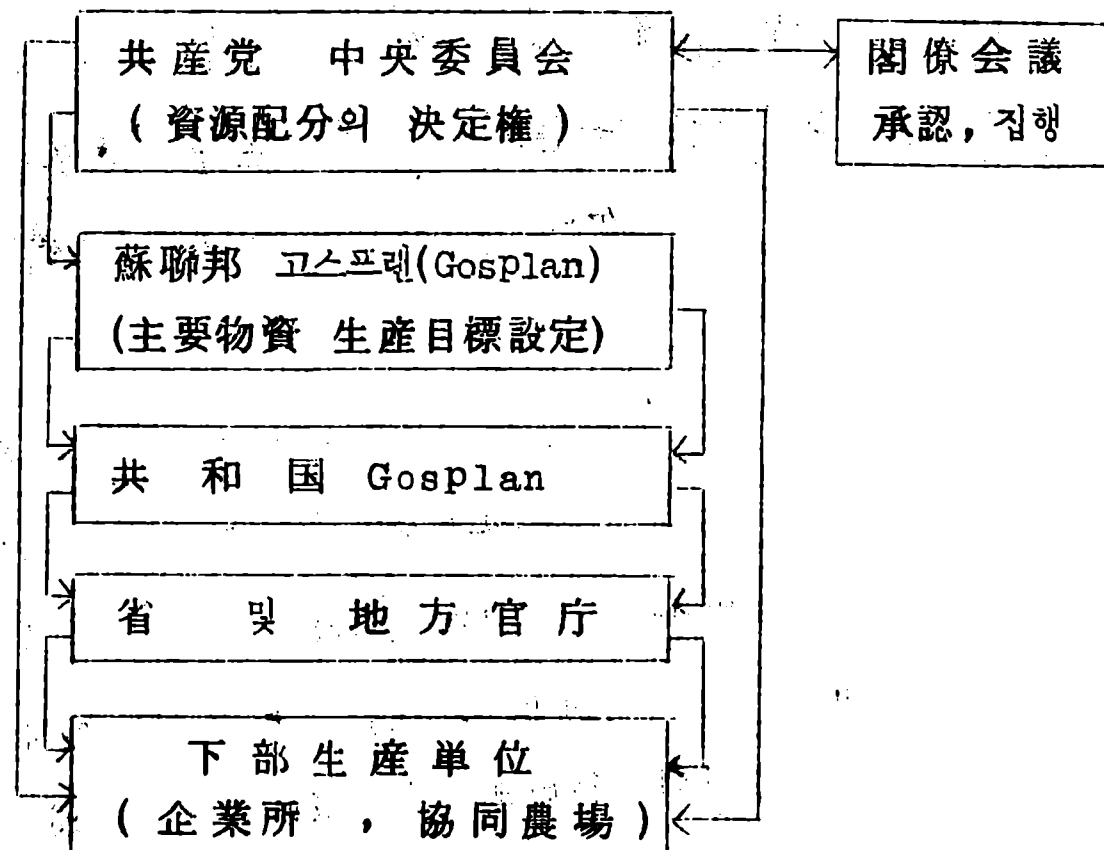 共産党 中央委員会
( 資源配分의 決定權 )
閣僚会議
承認, 집행
蘇聯邦 고스프랜(Gosplan)
(主要物資 生産目標設定)
共 和 国 Gosplan
省 및 地方官庁
下部生産単位
( 企業所 , 協同農場 )